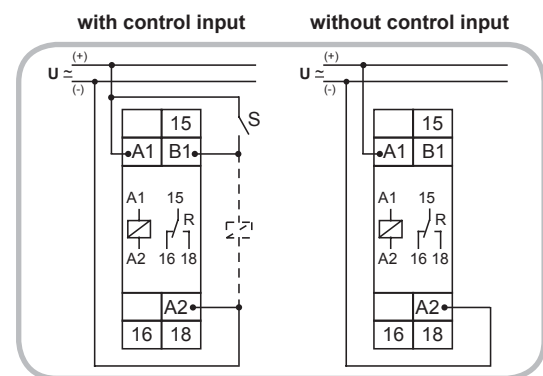 with control input
without control input
(+)
U ≂
(-)
S
15
A1 B1
A1 15
R
A2 16 18
A2
16 18
(+)
U ≂
(-)
15
A1 B1
A1 15
R
A2 16 18
A2
16 18